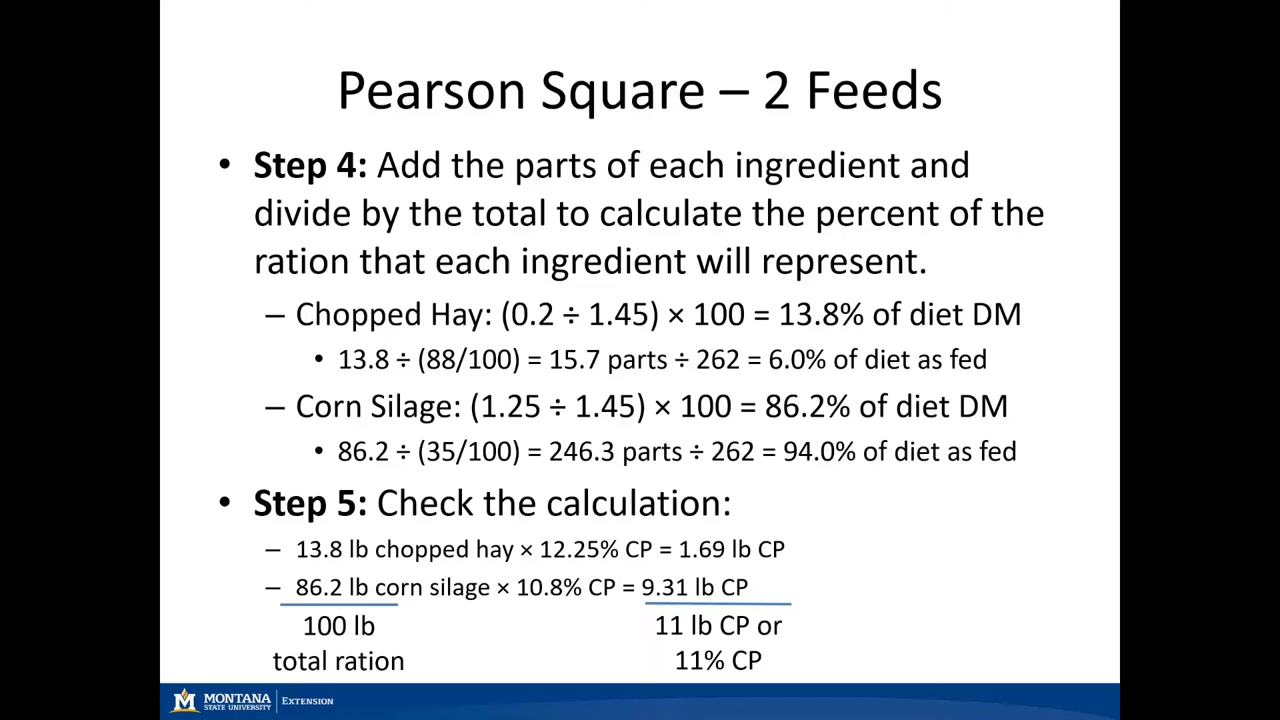 Pearson Square – 2 Feeds
• Step 4: Add the parts of each ingredient and
divide by the total to calculate the percent of the
ration that each ingredient will represent.
– Chopped Hay: (0.2 ÷ 1.45) × 100 = 13.8% of diet DM
• 13.8 ÷ (88/100) = 15.7 parts ÷ 262 = 6.0% of diet as fed
– Corn Silage: (1.25 ÷ 1.45) × 100 = 86.2% of diet DM
• 86.2 ÷ (35/100) = 246.3 parts ÷ 262 = 94.0% of diet as fed
• Step 5: Check the calculation:
– 13.8 lb chopped hay × 12.25% CP = 1.69 lb CP
– 86.2 lb corn silage × 10.8% CP = 9.31 lb CP
100 lb 11 lb CP or
total ration 11% CP
M MONTANA
STATE UNIVERSITY EXTENSION